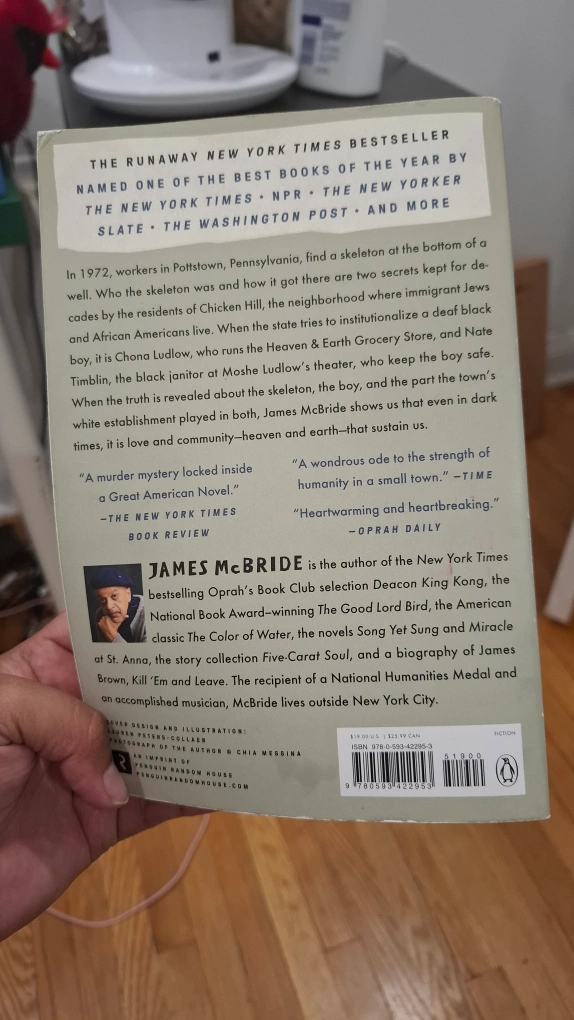 THE RUNAWAY NEW YORK TIMES BESTSELLER
NAMED ONE OF THE BEST BOOKS OF THE YEAR BY
THE NEW YORK TIMES • NPR • THE NEW YORKER
SLATE • THE WASHINGTON POST • AND MORE
In 1972, workers in Pottstown, Pennsylvania, find a skeleton at the bottom of a
well. Who the skeleton was and how it got there are two secrets kept for de-
cades by the residents of Chicken Hill, the neighborhood where immigrant Jews
and African Americans live. When the state tries to institutionalize a deaf black
boy, it is Chona Ludlow, who runs the Heaven & Earth Grocery Store, and Nate
Timblin, the black janitor at Moshe Ludlow's theater, who keep the boy safe.
When the truth is revealed about the skeleton, the boy, and the part the town's
white establishment played in both, James McBride shows us that even in dark
times, it is love and community—heaven and earth—that sustain us.
"A murder mystery locked inside
a Great American Novel."
—THE NEW YORK TIMES
BOOK REVIEW
"A wondrous ode to the strength of
humanity in a small town." —TIME
"Heartwarming and heartbreaking."
—OPRAH DAILY
JAMES McBRIDE is the author of the New York Times
bestselling Oprah's Book Club selection Deacon King Kong, the
National Book Award–winning The Good Lord Bird, the American
classic The Color of Water, the novels Song Yet Sung and Miracle
at St. Anna, the story collection Five-Carat Soul, and a biography of James
Brown, Kill 'Em and Leave. The recipient of a National Humanities Medal and
an accomplished musician, McBride lives outside New York City.
COVER DESIGN AND ILLUSTRATION:
LAUREN PETERS-COLLAER
PHOTOGRAPH OF THE AUTHOR © CHIA MESSINA
R
AN IMPRINT OF
PENGUIN RANDOM HOUSE
PENGUINRANDOMHOUSE.COM
$19.00 U.S. | $25.99 CAN
FICTION
ISBN 978-0-593-42295-3
51900
9 780593 422953